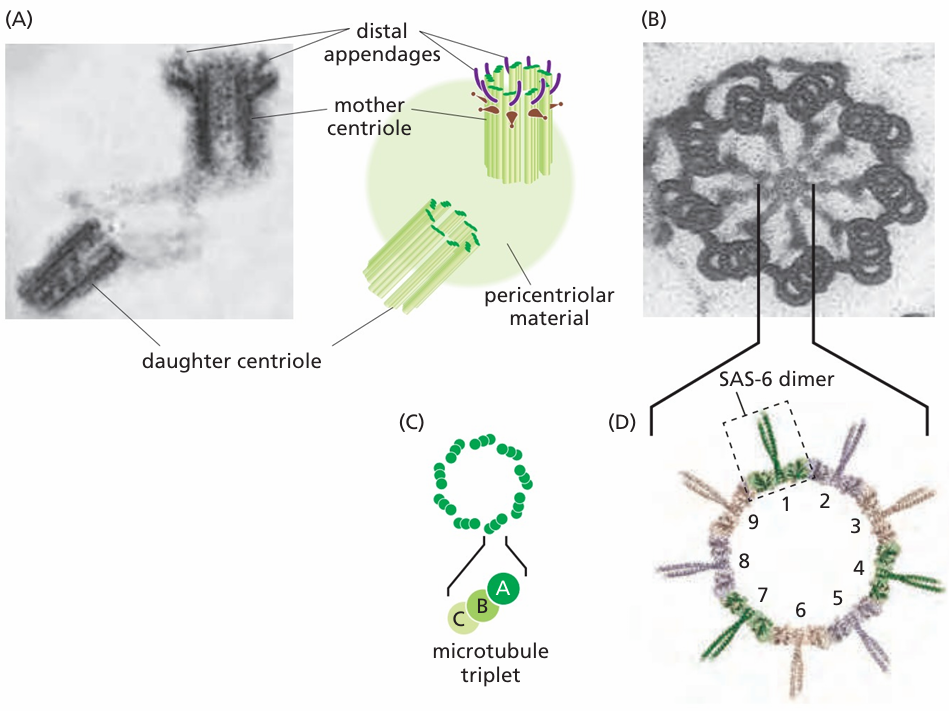 (A)
distal
appendages
mother
centriole
pericentriolar
material
daughter centriole
(B)
SAS-6 dimer
(C)
A
B
C
microtubule
triplet
(D)
1
2
3
4
5
6
7
8
9